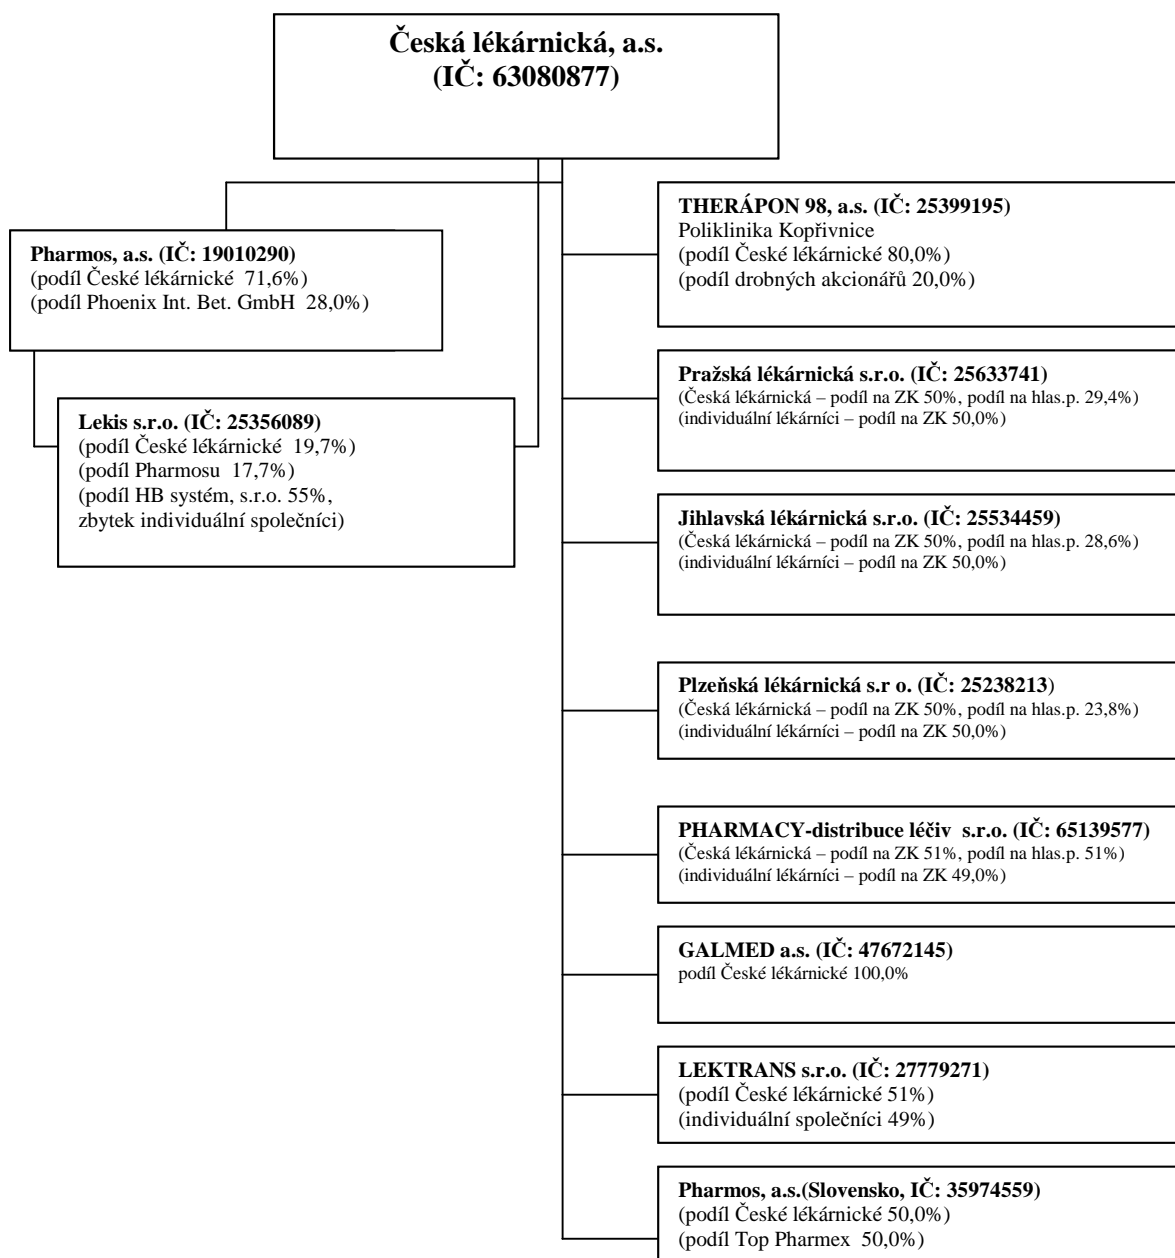 Česká lékárnická, a.s.
(IČ: 63080877)
Pharmos, a.s. (IČ: 19010290)
(podíl České lékárnické 71,6%)
(podíl Phoenix Int. Bet. GmbH 28,0%)
Lekis s.r.o. (IČ: 25356089)
(podíl České lékárnické 19,7%)
(podíl Pharmosu 17,7%)
(podíl HB systém, s.r.o. 55%,
zbytek individuální společníci)
THERÁPON 98, a.s. (IČ: 25399195)
Poliklinika Kopřivnice
(podíl České lékárnické 80,0%)
(podíl drobných akcionářů 20,0%)
Pražská lékárnická s.r.o. (IČ: 25633741)
(Česká lékárnická – podíl na ZK 50%, podíl na hlas.p. 29,4%)
(individuální lékárníci – podíl na ZK 50,0%)
Jihlavská lékárnická s.r.o. (IČ: 25534459)
(Česká lékárnická – podíl na ZK 50%, podíl na hlas.p. 28,6%)
(individuální lékárníci – podíl na ZK 50,0%)
Plzeňská lékárnická s.r o. (IČ: 25238213)
(Česká lékárnická – podíl na ZK 50%, podíl na hlas.p. 23,8%)
(individuální lékárníci – podíl na ZK 50,0%)
PHARMACY-distribuce léčiv s.r.o. (IČ: 65139577)
(Česká lékárnická – podíl na ZK 51%, podíl na hlas.p. 51%)
(individuální lékárníci – podíl na ZK 49,0%)
GALMED a.s. (IČ: 47672145)
podíl České lékárnické 100,0%
LEKTRANS s.r.o. (IČ: 27779271)
(podíl České lékárnické 51%)
(individuální společníci 49%)
Pharmos, a.s.(Slovensko, IČ: 35974559)
(podíl České lékárnické 50,0%)
(podíl Top Pharmex 50,0%)